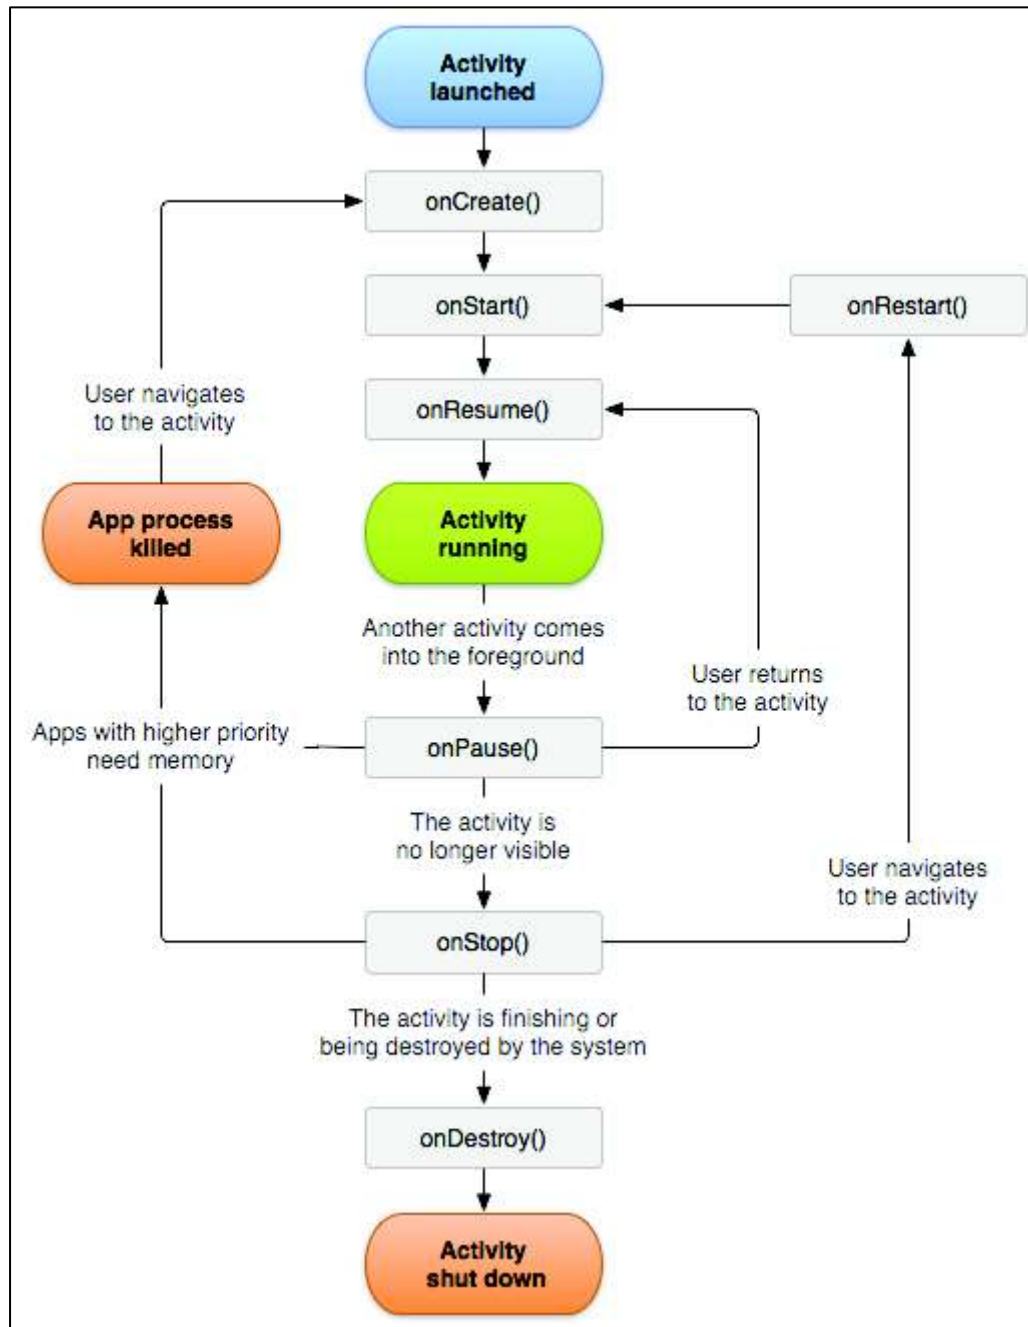 Activity
launched
onCreate()
onStart()
onRestart()
User navigates
to the activity
onResume()
App process
killed
Activity
running
Another activity comes
into the foreground
User returns
to the activity
Apps with higher priority
need memory
onPause()
The activity is
no longer visible
User navigates
to the activity
onStop()
The activity is finishing or
being destroyed by the system
onDestroy()
Activity
shut down